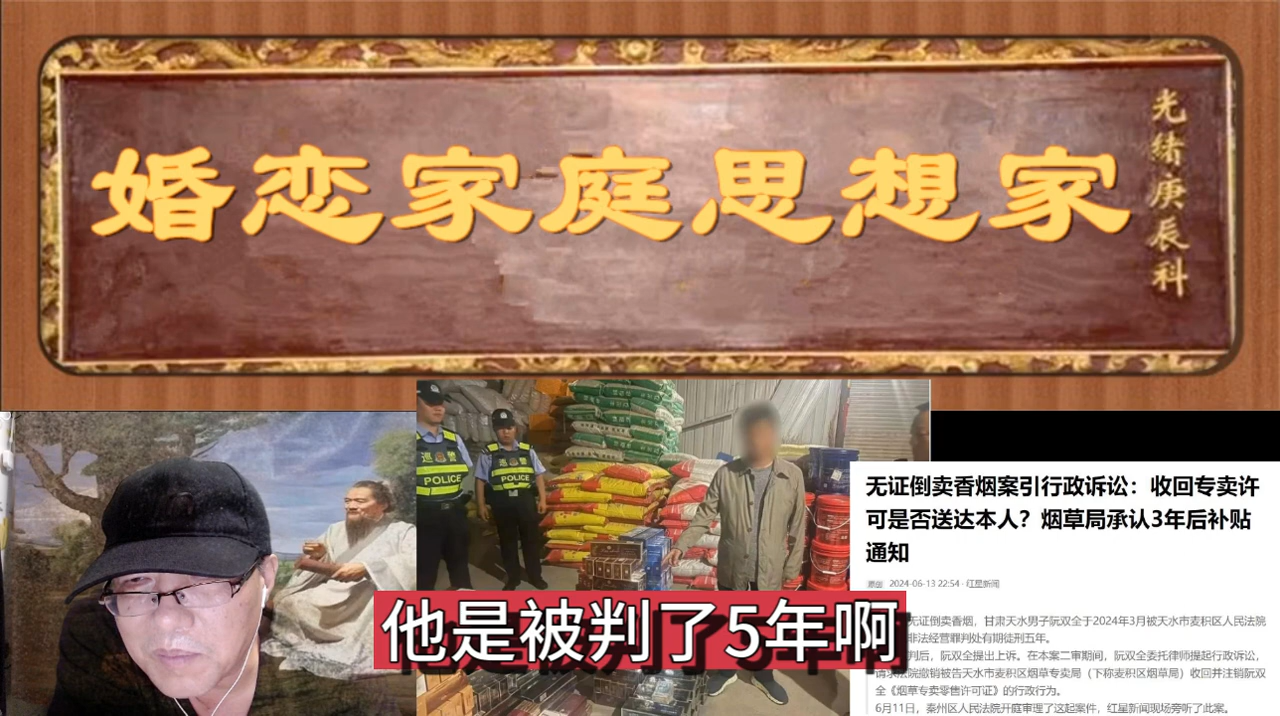 婚恋家庭思想家
光绪庚辰科
巡警
POLICE
POLICE
无证倒卖香烟案引行政诉讼：收回专卖许
可是否送达本人？烟草局承认3年后补贴
通知
2024-06-13 22:54 · 红星新闻
无证倒卖香烟，甘肃天水男子阮双全于2024年3月被天水市麦积区人民法院
非法经营罪判处有期徒刑五年。
判后，阮双全提出上诉。在本案二审期间，阮双全委托律师提起行政诉讼，
请求法院撤销被告天水市麦积区烟草专卖局（下称麦积区烟草局）收回并注销阮双
全《烟草专卖零售许可证》的行政行为。
6月11日，秦州区人民法院开庭审理了这起案件，红星新闻现场旁听了此案。
他是被判了5年啊